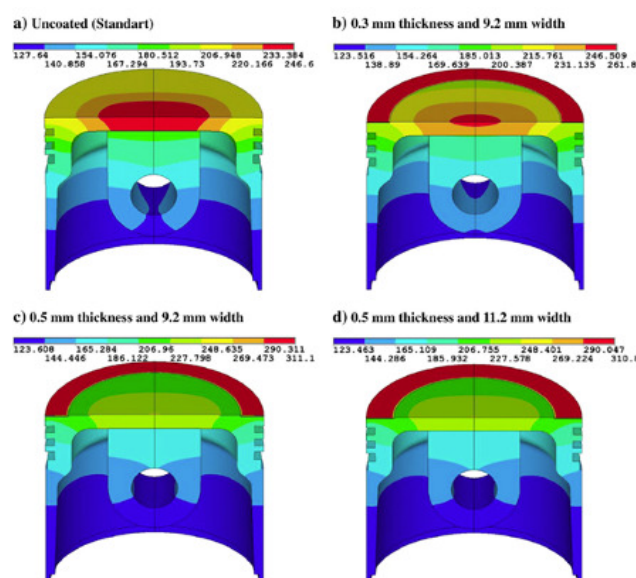 a) Uncoated (Standart)
127.64 154.076 180.512 206.948 233.384
140.858 167.294 193.73 220.166 246.6
b) 0.3 mm thickness and 9.2 mm width
123.516 154.264 185.013 215.761 246.509
138.89 169.639 200.387 231.135 261.8
c) 0.5 mm thickness and 9.2 mm width
123.608 165.284 206.96 248.635 290.311
144.446 186.122 227.798 269.473 311.1
d) 0.5 mm thickness and 11.2 mm width
123.463 165.109 206.755 248.401 290.047
144.286 185.932 227.578 269.224 310.8